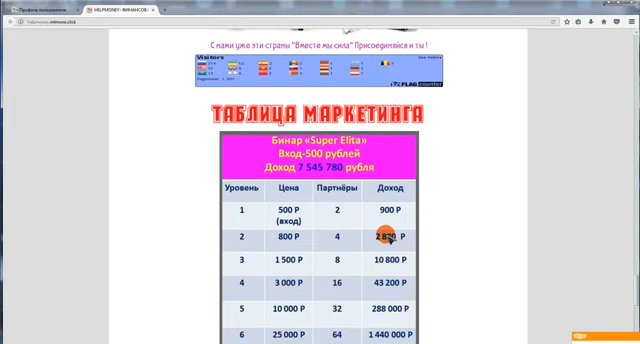 Профиль пользователя
HELPMONEY- ФИНАНСОВ
helpmoney.mlmone.click
С нами уже эти страны "Вместе мы сила" Присоединяйся и ты !
Visitors
FLAG counter
ТАБЛИЦА МАРКЕТИНГА
Бинар «Super Elita»
Вход-500 рублей
Доход 7 545 780 рубля
Уровень Цена Партнёры Доход
1 500 Р (вход) 2 900 Р
2 800 Р 4 Р
3 1 500 Р 8 10 800 Р
4 3 000 Р 16 43 200 Р
5 10 000 Р 32 288 000 Р
6 25 000 Р 64 1 440 000 Р